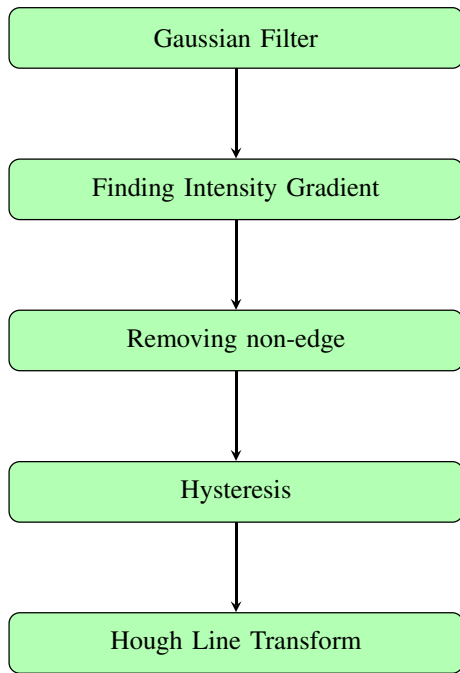 Gaussian Filter
Finding Intensity Gradient
Removing non-edge
Hysteresis
Hough Line Transform